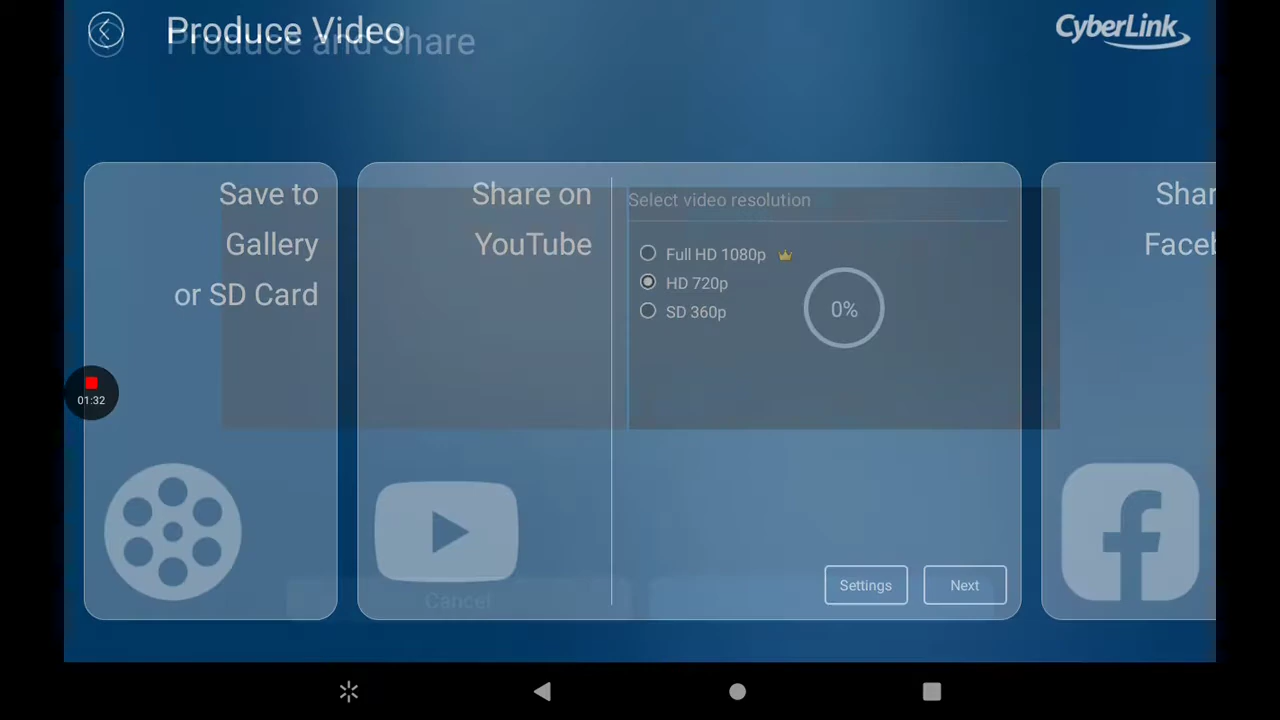 Produce Video
Produce and Share
CyberLink
Save to
Gallery
or SD Card
Share on
YouTube
Select video resolution
Full HD 1080p
HD 720p
SD 360p
0%
Settings
Next
Cancel
01:32